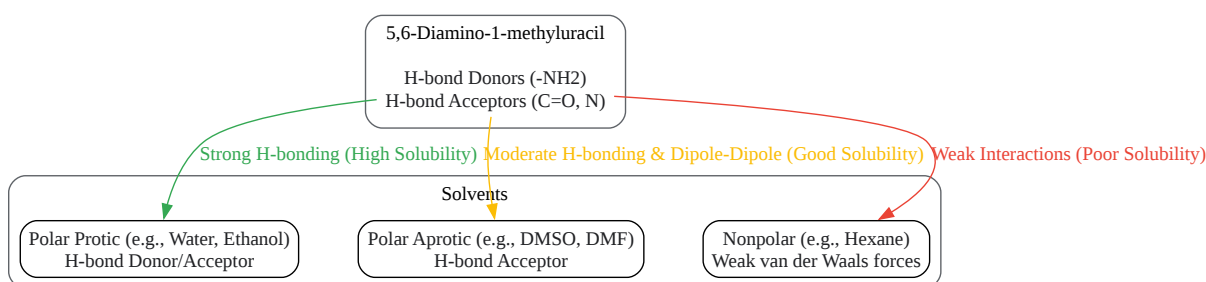 5,6-Diamino-1-methyluracil
H-bond Donors (-NH2)
H-bond Acceptors (C=O, N)
Strong H-bonding (High Solubility)
Moderate H-bonding & Dipole-Dipole (Good Solubility)
Weak Interactions (Poor Solubility)
Solvents
Polar Protic (e.g., Water, Ethanol)
H-bond Donor/Acceptor
Polar Aprotic (e.g., DMSO, DMF)
H-bond Acceptor
Nonpolar (e.g., Hexane)
Weak van der Waals forces